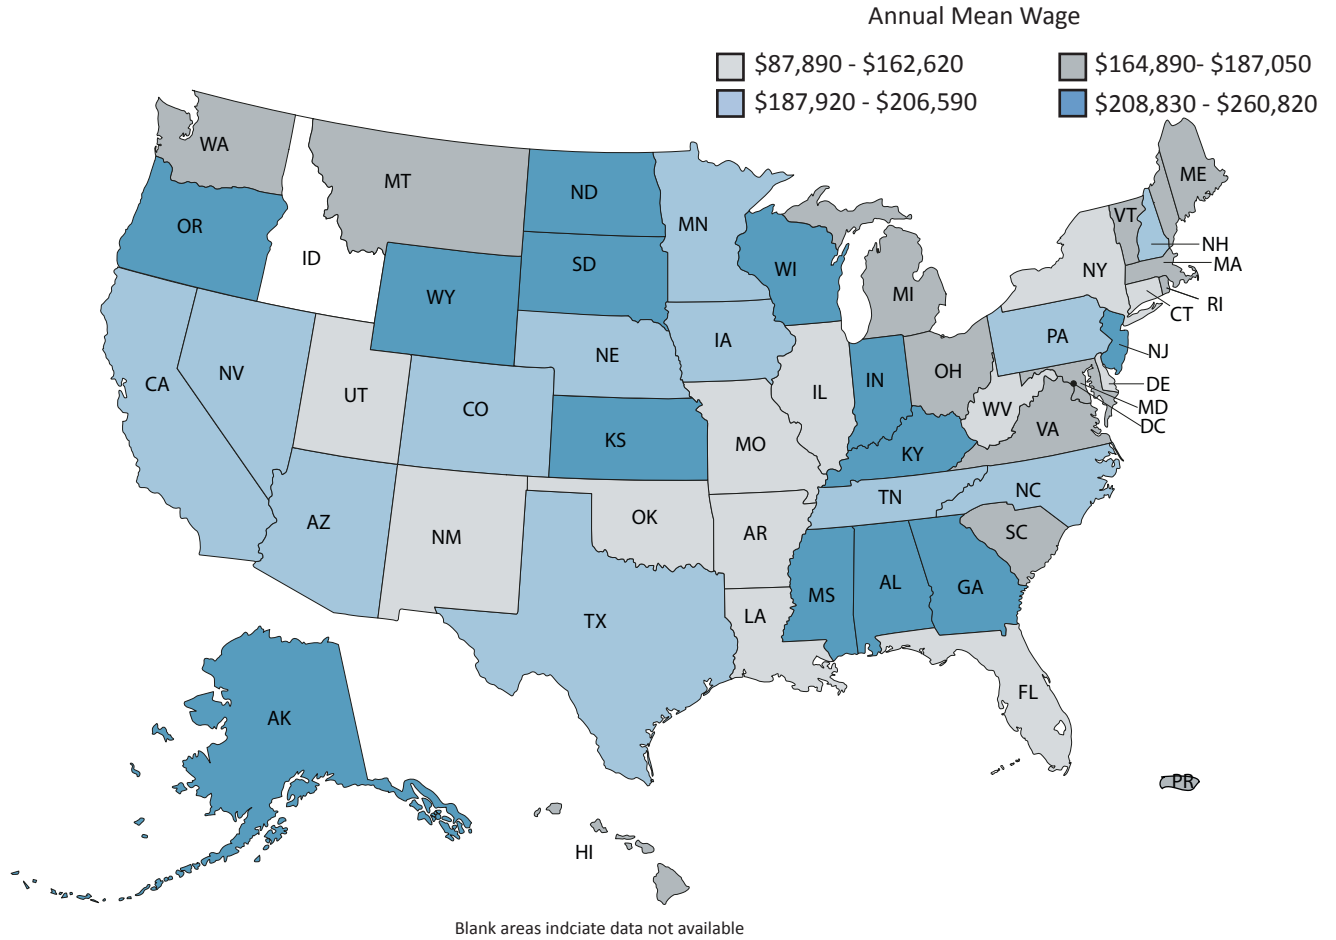 Annual Mean Wage
$87,890 - $162,620
$164,890- $187,050
$187,920 - $206,590
$208,830 - $260,820
WA
MT
ND
MN
ME
VT
OR
ID
SD
WI
NY
NH
MA
WY
MI
RI
CT
CA
NV
NE
IA
PA
NJ
UT
CO
IL
IN
OH
DE
WV
MD
DC
KS
MO
KY
VA
AZ
NM
OK
AR
TN
NC
SC
TX
LA
MS
AL
GA
FL
AK
HI
PR
Blank areas indciate data not available